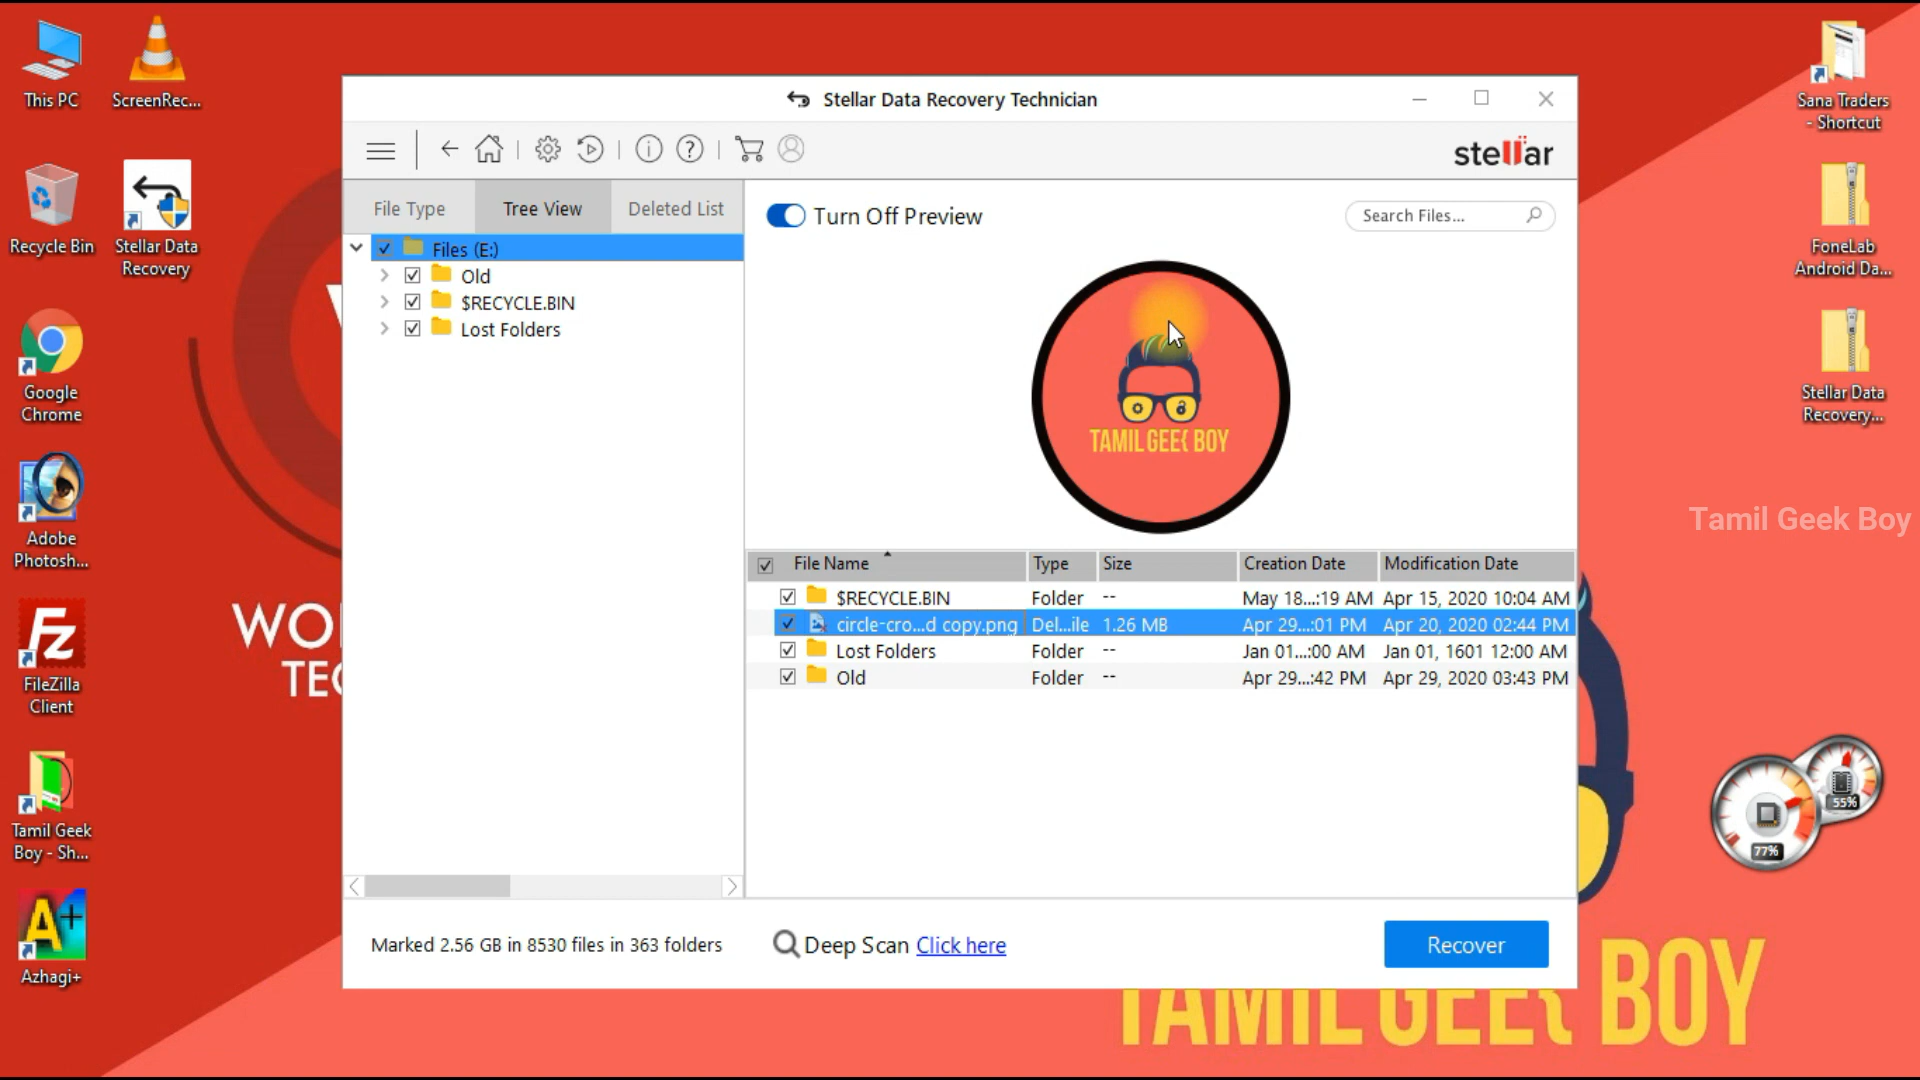 This PC
ScreenRec...
Recycle Bin
Stellar Data
Recovery
Google
Chrome
Adobe
Photosh...
FileZilla
Client
Tamil Geek
Boy - Sh...
Azhagi+
WO
TEC
Stellar Data Recovery Technician
stellar
File Type
Tree View
Deleted List
Files (E:)
Old
$RECYCLE.BIN
Lost Folders
Turn Off Preview
Search Files...
TAMIL GEEK BOY
File Name
Type
Size
Creation Date
Modification Date
$RECYCLE.BIN Folder -- May 18...:19 AM Apr 15, 2020 10:04 AM
circle-cro...d copy.png Del...ile 1.26 MB Apr 29...:01 PM Apr 20, 2020 02:44 PM
Lost Folders Folder -- Jan 01...:00 AM Jan 01, 1601 12:00 AM
Old Folder -- Apr 29...:42 PM Apr 29, 2020 03:43 PM
Marked 2.56 GB in 8530 files in 363 folders
Deep Scan Click here
Recover
Sana Traders
- Shortcut
FoneLab
Android Da...
Stellar Data
Recovery...
Tamil Geek Boy
55%
77%
TAMIL GEEK BOY